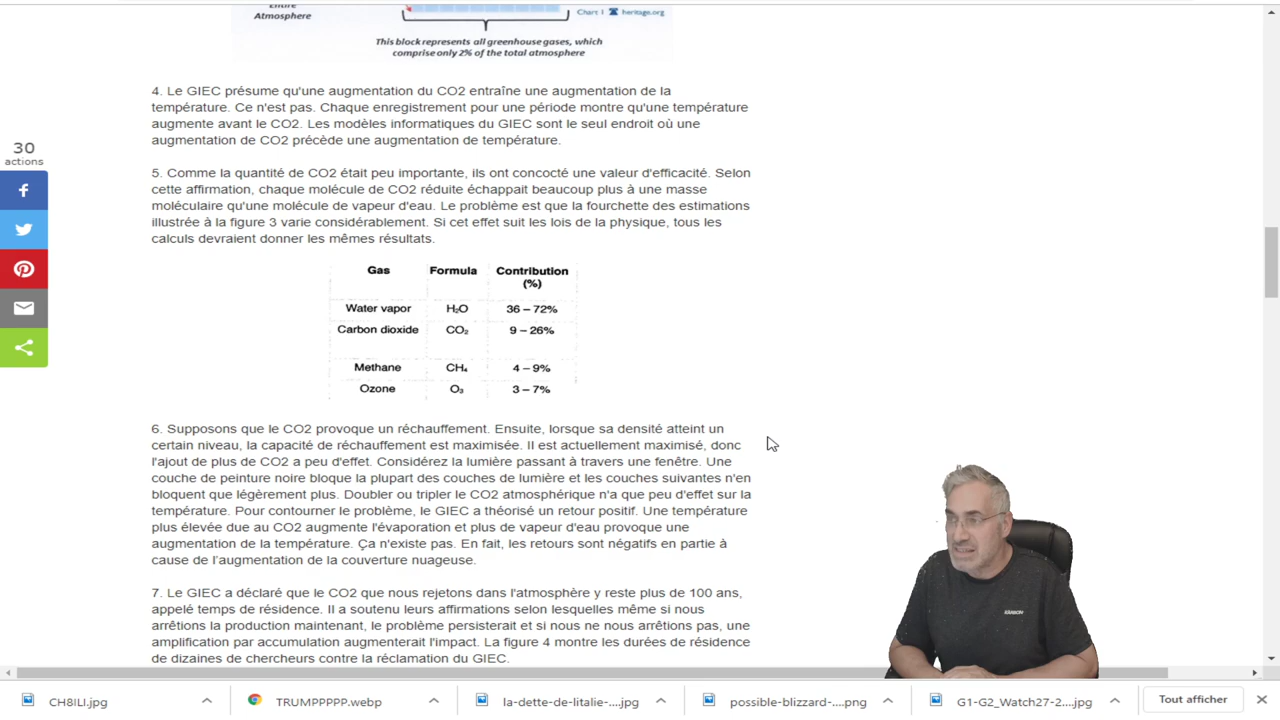 Entire
Atmosphere
Chart 1 heritage.org
This block represents all greenhouse gases, which
comprise only 2% of the total atmosphere
4. Le GIEC présume qu'une augmentation du CO2 entraîne une augmentation de la
température. Ce n'est pas. Chaque enregistrement pour une période montre qu'une température
augmente avant le CO2. Les modèles informatiques du GIEC sont le seul endroit où une
augmentation de CO2 précède une augmentation de température.
30
actions
5. Comme la quantité de CO2 était peu importante, ils ont concocté une valeur d'efficacité. Selon
cette affirmation, chaque molécule de CO2 réduite échappait beaucoup plus à une masse
moléculaire qu'une molécule de vapeur d'eau. Le problème est que la fourchette des estimations
illustrée à la figure 3 varie considérablement. Si cet effet suit les lois de la physique, tous les
calculs devraient donner les mêmes résultats.
Gas Formula Contribution
(%)
Water vapor H₂O 36 – 72%
Carbon dioxide CO₂ 9 – 26%
Methane CH₄ 4 – 9%
Ozone O₃ 3 – 7%
6. Supposons que le CO2 provoque un réchauffement. Ensuite, lorsque sa densité atteint un
certain niveau, la capacité de réchauffement est maximisée. Il est actuellement maximisé, donc
l'ajout de plus de CO2 a peu d'effet. Considérez la lumière passant à travers une fenêtre. Une
couche de peinture noire bloque la plupart des couches de lumière et les couches suivantes n'en
bloquent que légèrement plus. Doubler ou tripler le CO2 atmosphérique n'a que peu d'effet sur la
température. Pour contourner le problème, le GIEC a théorisé un retour positif. Une température
plus élevée due au CO2 augmente l'évaporation et plus de vapeur d'eau provoque une
augmentation de la température. Ça n'existe pas. En fait, les retours sont négatifs en partie à
cause de l'augmentation de la couverture nuageuse.
7. Le GIEC a déclaré que le CO2 que nous rejetons dans l'atmosphère y reste plus de 100 ans,
appelé temps de résidence. Il a soutenu leurs affirmations selon lesquelles même si nous
arrêtions la production maintenant, le problème persisterait et si nous ne nous arrêtions pas, une
amplification par accumulation augmenterait l'impact. La figure 4 montre les durées de résidence
de dizaines de chercheurs contre la réclamation du GIEC.
CH8ILI.jpg
TRUMPPPPP.webp
la-dette-de-litalie-....jpg
possible-blizzard-....png
G1-G2_Watch27-2....jpg
Tout afficher